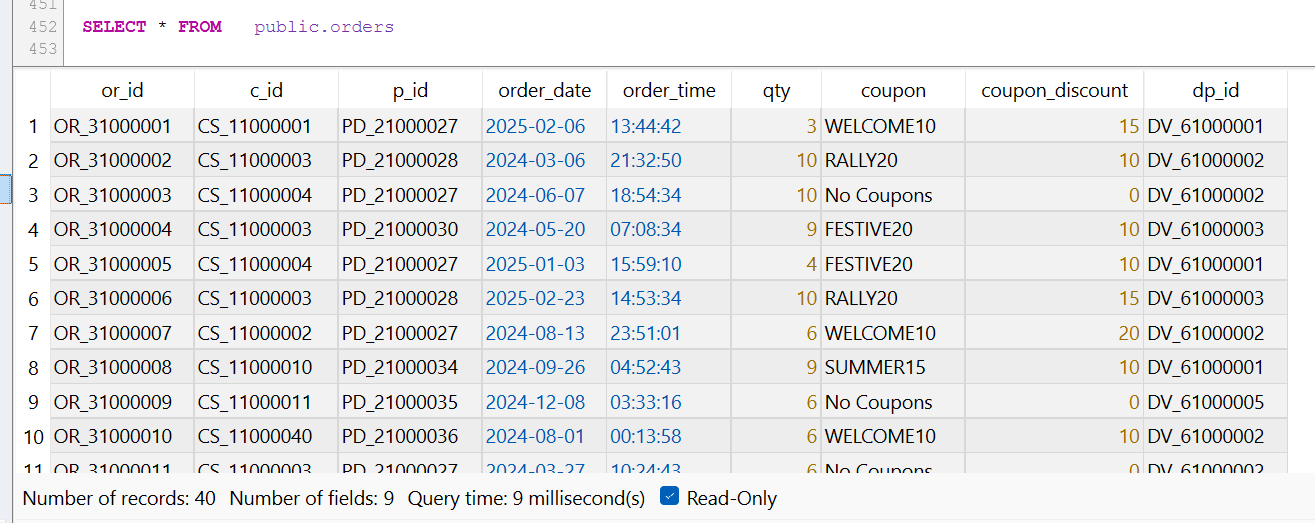 451
452 SELECT * FROM public.orders
453
or_id c_id p_id order_date order_time qty coupon coupon_discount dp_id
1 OR_31000001 CS_11000001 PD_21000027 2025-02-06 13:44:42 3 WELCOME10 15 DV_61000001
2 OR_31000002 CS_11000003 PD_21000028 2024-03-06 21:32:50 10 RALLY20 10 DV_61000002
3 OR_31000003 CS_11000004 PD_21000027 2024-06-07 18:54:34 10 No Coupons 0 DV_61000002
4 OR_31000004 CS_11000003 PD_21000030 2024-05-20 07:08:34 9 FESTIVE20 10 DV_61000003
5 OR_31000005 CS_11000004 PD_21000027 2025-01-03 15:59:10 4 FESTIVE20 10 DV_61000001
6 OR_31000006 CS_11000003 PD_21000028 2025-02-23 14:53:34 10 RALLY20 15 DV_61000003
7 OR_31000007 CS_11000002 PD_21000027 2024-08-13 23:51:01 6 WELCOME10 20 DV_61000002
8 OR_31000008 CS_11000010 PD_21000034 2024-09-26 04:52:43 9 SUMMER15 10 DV_61000001
9 OR_31000009 CS_11000011 PD_21000035 2024-12-08 03:33:16 6 No Coupons 0 DV_61000005
10 OR_31000010 CS_11000040 PD_21000036 2024-08-01 00:13:58 6 WELCOME10 10 DV_61000002
11 OR_31000011 CS_11000003 PD_21000027 2024-03-27 10:24:43 6 No Coupons 0 DV_61000002
Number of records: 40 Number of fields: 9 Query time: 9 millisecond(s) Read-Only